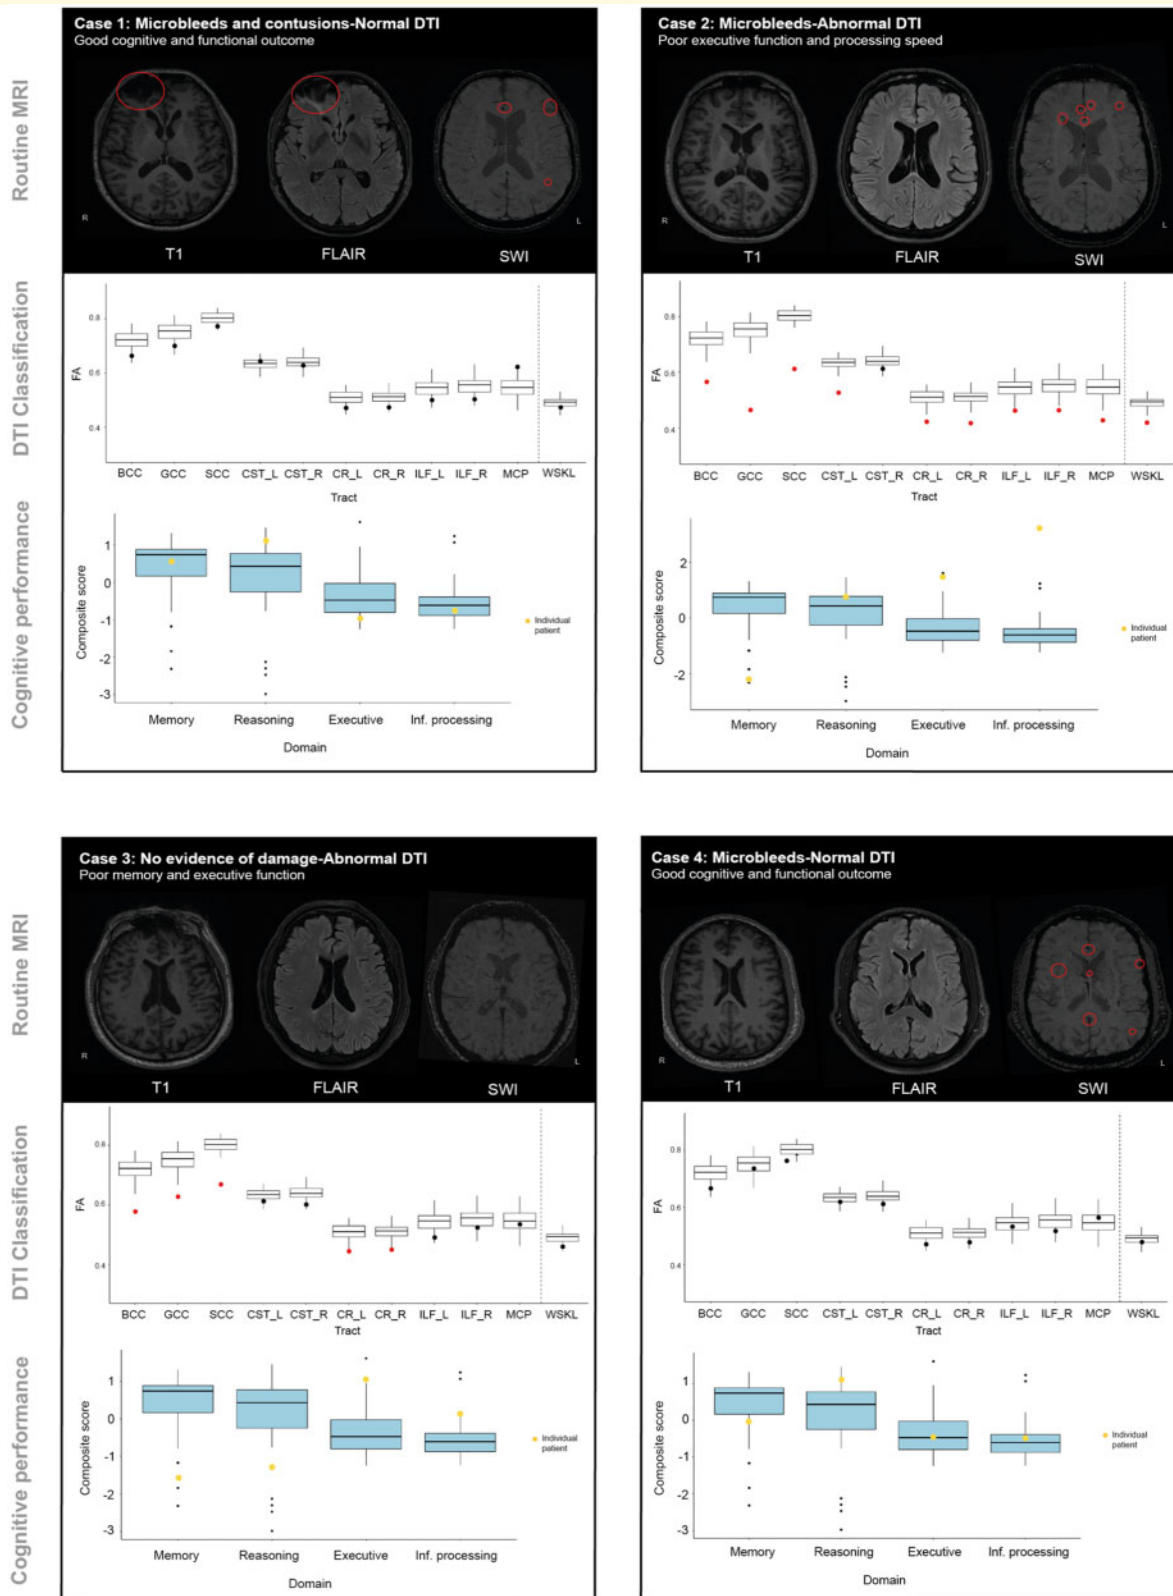 Case 1: Microbleeds and contusions-Normal DTI
Good cognitive and functional outcome
Routine MRI
R
L
T1
FLAIR
SWI
DTI Classification
FA
0.8
0.6
0.4
BCC
GCC
SCC
CST_L
CST_R
CR_L
CR_R
ILF_L
ILF_R
MCP
WSKL
Tract
Cognitive performance
Composite score
1
0
-1
-2
-3
Individual
patient
Memory
Reasoning
Executive
Inf. processing
Domain
Case 2: Microbleeds-Abnormal DTI
Poor executive function and processing speed
R
L
T1
FLAIR
SWI
FA
0.8
0.6
0.4
BCC
GCC
SCC
CST_L
CST_R
CR_L
CR_R
ILF_L
ILF_R
MCP
WSKL
Tract
Composite score
2
0
-2
Individual
patient
Memory
Reasoning
Executive
Inf. processing
Domain
Case 3: No evidence of damage-Abnormal DTI
Poor memory and executive function
Routine MRI
R
L
T1
FLAIR
SWI
DTI Classification
FA
0.8
0.6
0.4
BCC
GCC
SCC
CST_L
CST_R
CR_L
CR_R
ILF_L
ILF_R
MCP
WSKL
Tract
Cognitive performance
Composite score
1
0
-1
-2
-3
Individual
patient
Memory
Reasoning
Executive
Inf. processing
Domain
Case 4: Microbleeds-Normal DTI
Good cognitive and functional outcome
R
L
T1
FLAIR
SWI
FA
0.8
0.6
0.4
BCC
GCC
SCC
CST_L
CST_R
CR_L
CR_R
ILF_L
ILF_R
MCP
WSKL
Tract
Composite score
1
0
-1
-2
-3
Individual
patient
Memory
Reasoning
Executive
Inf. processing
Domain